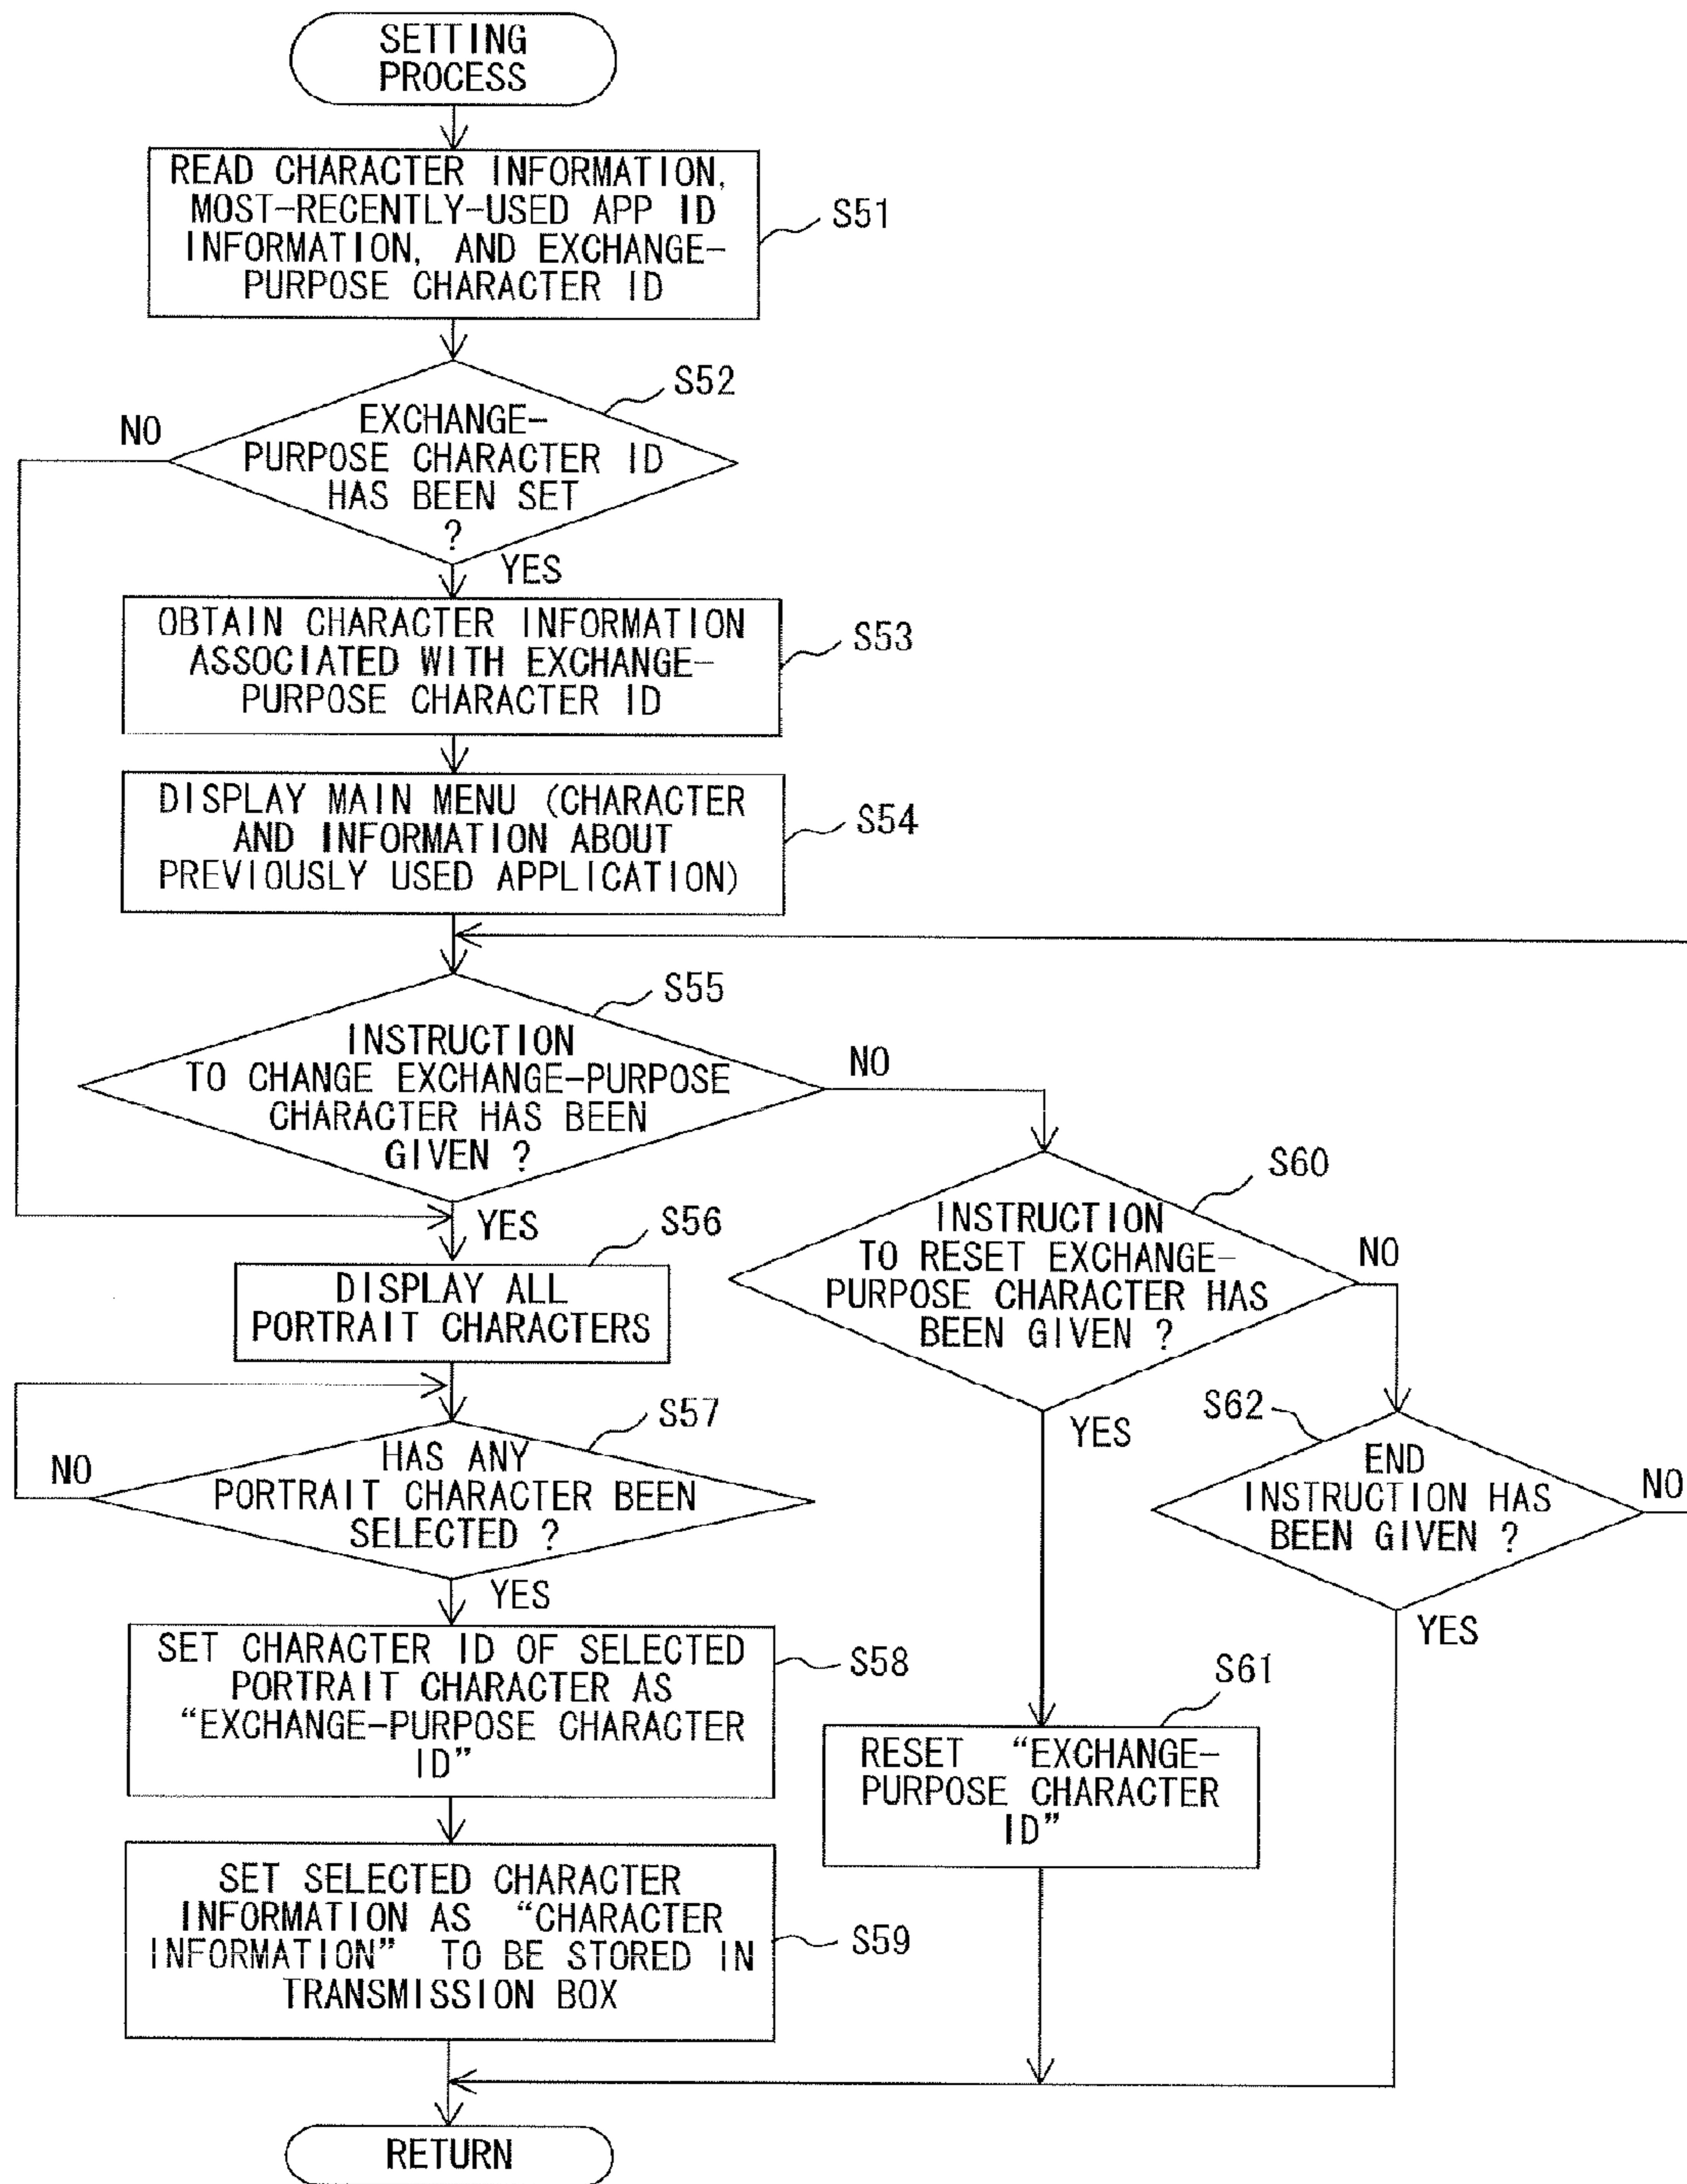 SETTING
PROCESS
READ CHARACTER INFORMATION,
MOST-RECENTLY-USED APP ID
INFORMATION, AND EXCHANGE-
PURPOSE CHARACTER ID
S51
S52
NO
EXCHANGE-
PURPOSE CHARACTER ID
HAS BEEN SET
?
YES
OBTAIN CHARACTER INFORMATION
ASSOCIATED WITH EXCHANGE-
PURPOSE CHARACTER ID
S53
DISPLAY MAIN MENU (CHARACTER
AND INFORMATION ABOUT
PREVIOUSLY USED APPLICATION)
S54
S55
INSTRUCTION
TO CHANGE EXCHANGE-PURPOSE
CHARACTER HAS BEEN
GIVEN ?
NO
YES
S56
DISPLAY ALL
PORTRAIT CHARACTERS
S57
NO
HAS ANY
PORTRAIT CHARACTER BEEN
SELECTED ?
YES
SET CHARACTER ID OF SELECTED
PORTRAIT CHARACTER AS
“EXCHANGE-PURPOSE CHARACTER
ID”
S58
SET SELECTED CHARACTER
INFORMATION AS “CHARACTER
INFORMATION” TO BE STORED IN
TRANSMISSION BOX
S59
S60
INSTRUCTION
TO RESET EXCHANGE-
PURPOSE CHARACTER HAS
BEEN GIVEN ?
NO
YES
S62
END
INSTRUCTION HAS
BEEN GIVEN ?
NO
YES
S61
RESET “EXCHANGE-
PURPOSE CHARACTER
ID”
RETURN